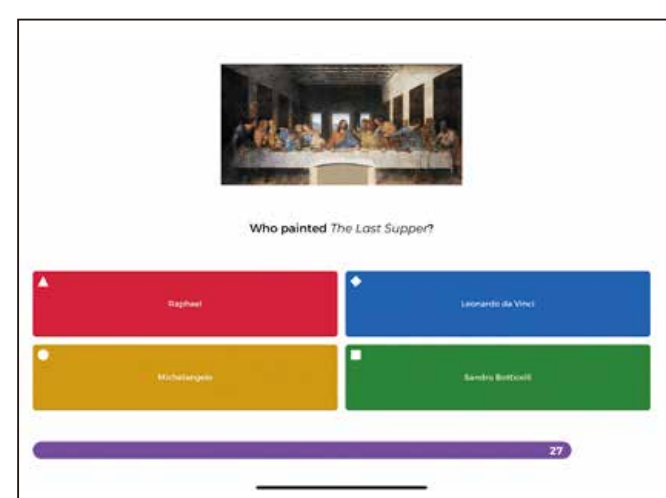 Who painted The Last Supper?
Raphael
Leonardo da Vinci
Michelangelo
Sandro Botticelli
27